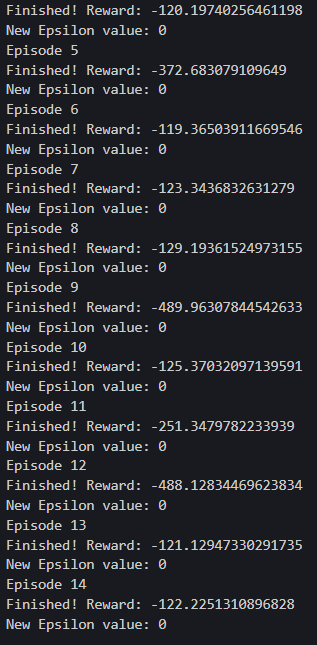 Finished! Reward: -120.19740256461198
New Epsilon value: 0
Episode 5
Finished! Reward: -372.683079109649
New Epsilon value: 0
Episode 6
Finished! Reward: -119.36503911669546
New Epsilon value: 0
Episode 7
Finished! Reward: -123.3436832631279
New Epsilon value: 0
Episode 8
Finished! Reward: -129.19361524973155
New Epsilon value: 0
Episode 9
Finished! Reward: -489.96307844542633
New Epsilon value: 0
Episode 10
Finished! Reward: -125.37032097139591
New Epsilon value: 0
Episode 11
Finished! Reward: -251.3479782233939
New Epsilon value: 0
Episode 12
Finished! Reward: -488.12834469623834
New Epsilon value: 0
Episode 13
Finished! Reward: -121.12947330291735
New Epsilon value: 0
Episode 14
Finished! Reward: -122.2251310896828
New Epsilon value: 0